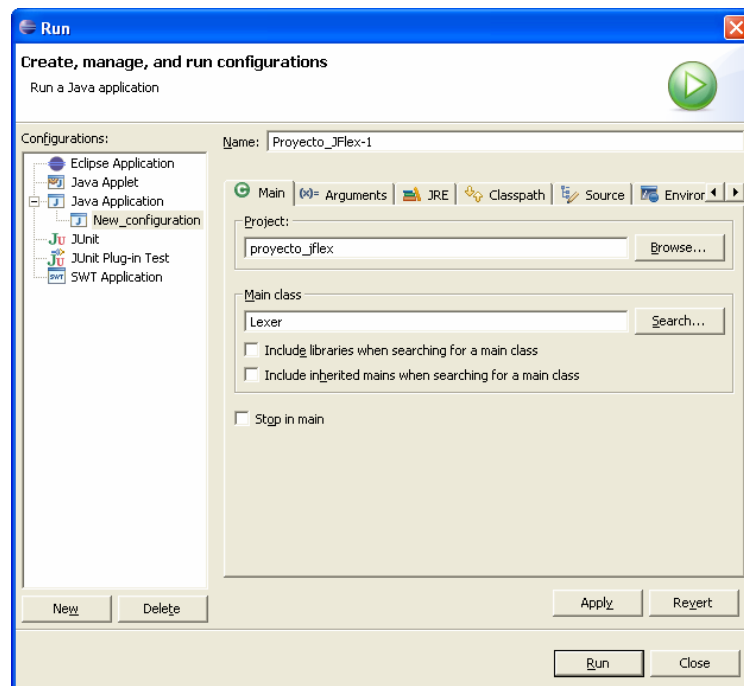 Run
Create, manage, and run configurations
Run a Java application
Configurations:
Eclipse Application
Java Applet
Java Application
New_configuration
JUnit
JUnit Plug-in Test
SWT Application
New Delete
Name: Proyecto_JFlex-1
Main (x)= Arguments JRE Classpath Source Environ
Project:
proyecto_jflex Browse...
Main class
Lexer Search...
Include libraries when searching for a main class
Include inherited mains when searching for a main class
Stop in main
Apply Revert
Run Close